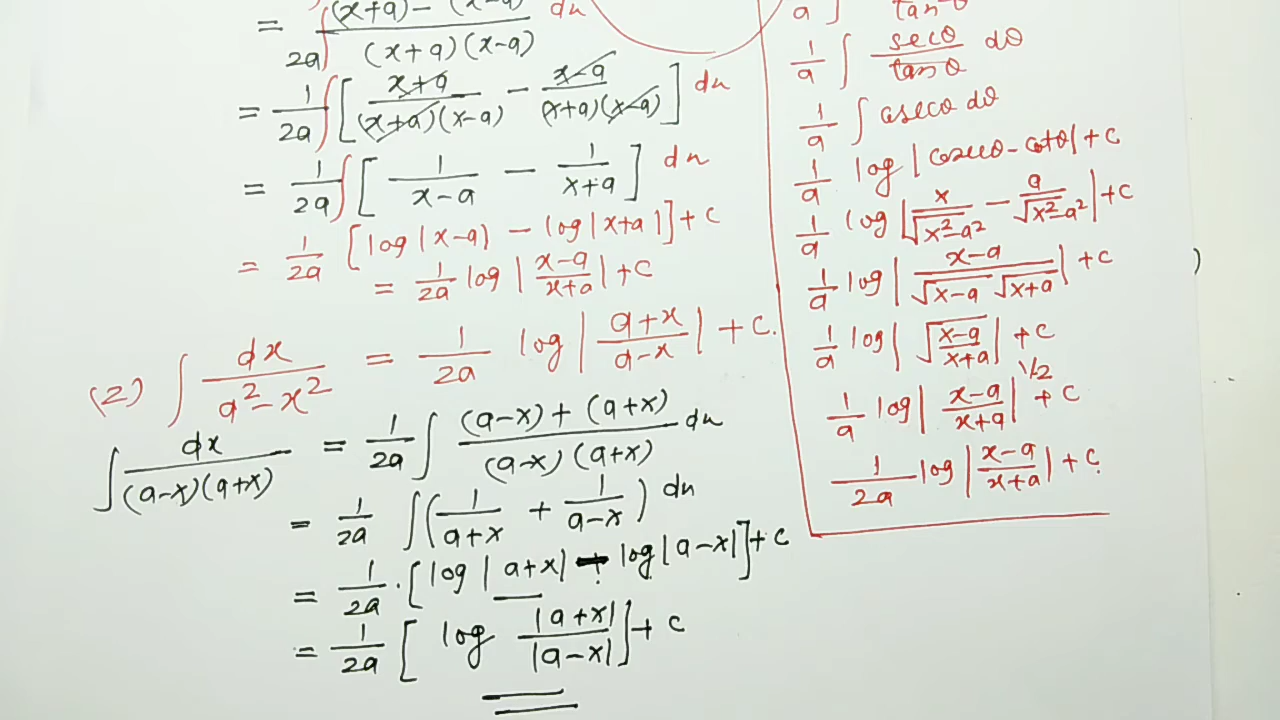 = 1/2a ∫ (x+a) - (x-a) / (x+a)(x-a) dx
= 1/2a ∫ [ x+a / (x+a)(x-a) - x-a / (x+a)(x-a) ] dx
= 1/2a ∫ [ 1/x-a - 1/x+a ] dx
= 1/2a [log|x-a| - log|x+a|] + c
= 1/2a log | x-a / x+a | + c
(2) ∫ dx / a²-x² = 1/2a log | a+x / a-x | + c.
∫ dx / (a-x)(a+x) = 1/2a ∫ (a-x) + (a+x) / (a-x)(a+x) dx
= 1/2a ∫ ( 1/a+x + 1/a-x ) dx
= 1/2a · [log|a+x| - log|a-x|] + c
= 1/2a [ log |a+x| / |a-x| ] + c
a ∫ tan θ
1/a ∫ secθ / tanθ dθ
1/a ∫ cosecθ dθ
1/a log |cosecθ - cotθ| + c
1/a log | x/√x²-a² - a/√x²-a² | + c
1/a log | x-a / √x-a √x+a | + c
1/a log | √x-a/x+a | + c
1/a log | x-a / x+a |^1/2 + c
1/2a log | x-a / x+a | + c.